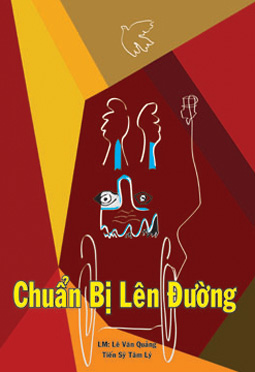 Chuẩn Bị Lên Đường
LM: Lê Văn Quảng
Tiến Sỹ Tâm Lý